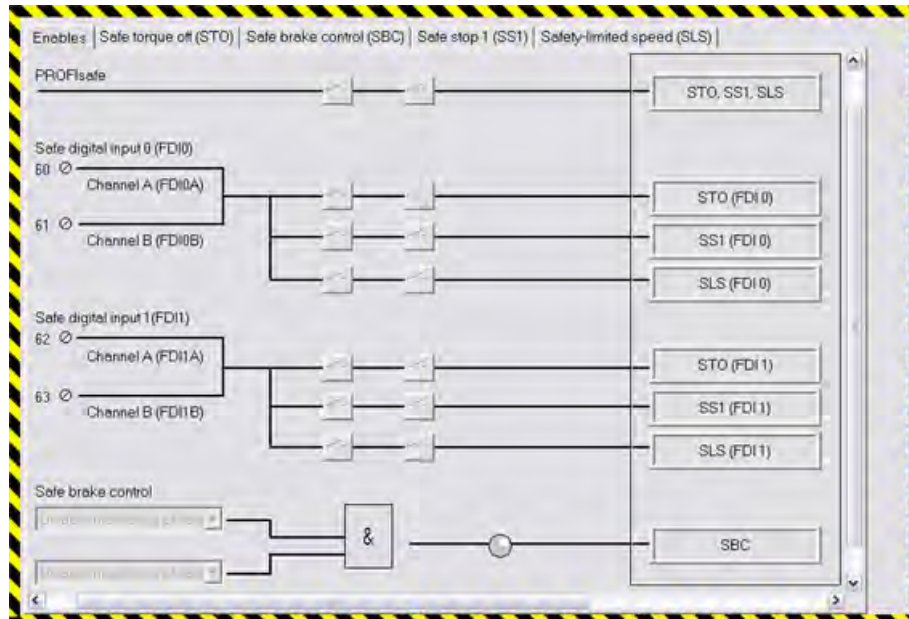 Enables Safe torque off (STO) Safe brake control (SBC) Safe stop 1 (SS1) Safety-limited speed (SLS)
PROFIsafe
STO, SS1, SLS
Safe digital input 0 (FDI0)
60
Channel A (FDI0A)
STO (FDI 0)
61
Channel B (FDI0B)
SS1 (FDI 0)
SLS (FDI 0)
Safe digital input 1(FDI1)
62
Channel A (FDI1A)
STO (FDI 1)
63
Channel B (FDI1B)
SS1 (FDI 1)
SLS (FDI 1)
Safe brake control
&
SBC